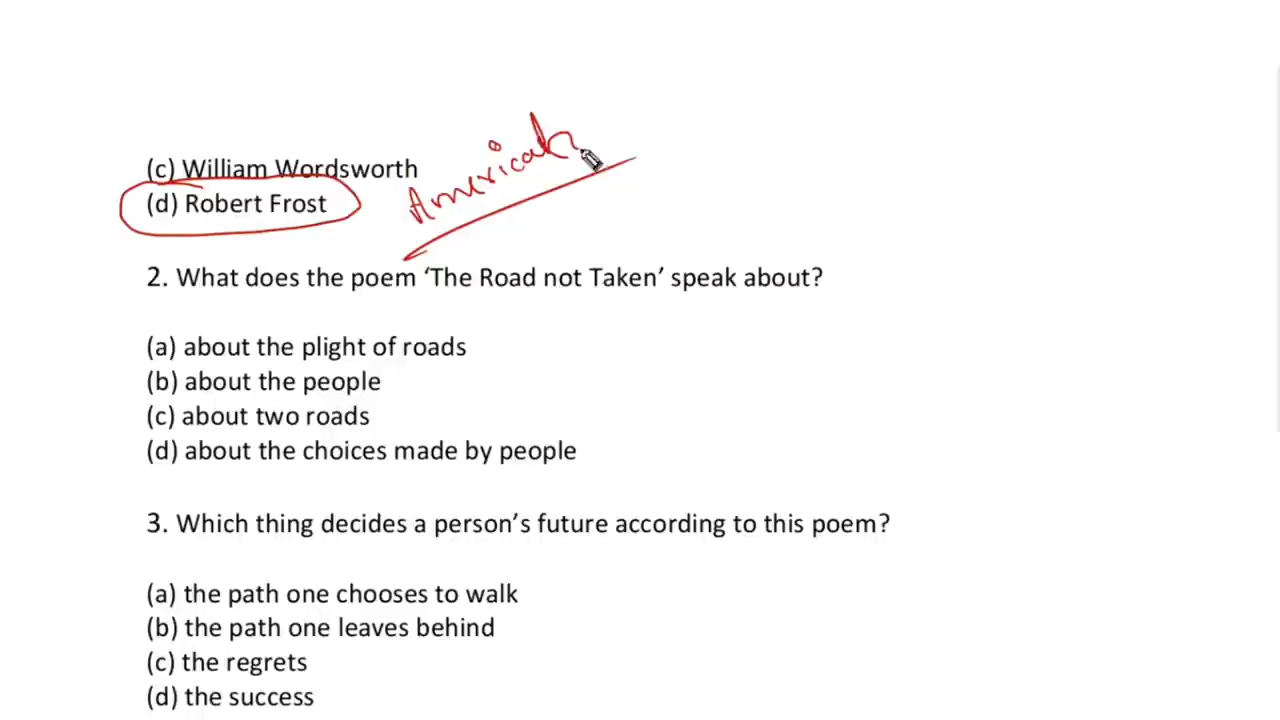 (c) William Wordsworth
(d) Robert Frost
American
2. What does the poem ‘The Road not Taken’ speak about?
(a) about the plight of roads
(b) about the people
(c) about two roads
(d) about the choices made by people
3. Which thing decides a person’s future according to this poem?
(a) the path one chooses to walk
(b) the path one leaves behind
(c) the regrets
(d) the success